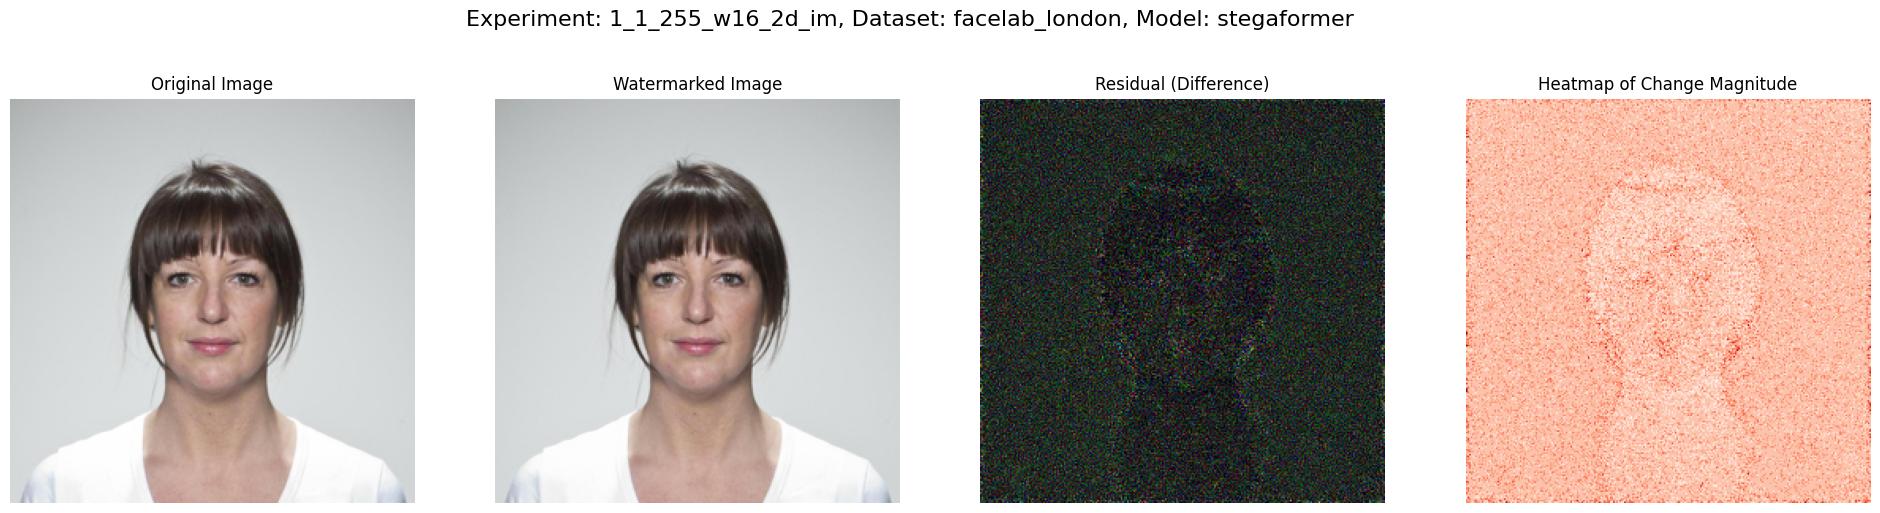 Experiment: 1_1_255_w16_2d_im, Dataset: facelab_london, Model: stegaformer
Original Image
Watermarked Image
Residual (Difference)
Heatmap of Change Magnitude